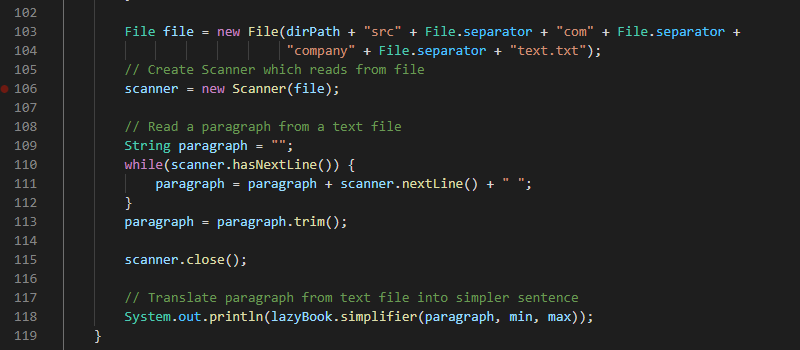 102
103 File file = new File(dirPath + "src" + File.separator + "com" + File.separator +
104 "company" + File.separator + "text.txt");
105 // Create Scanner which reads from file
106 scanner = new Scanner(file);
107
108 // Read a paragraph from a text file
109 String paragraph = "";
110 while(scanner.hasNextLine()) {
111 paragraph = paragraph + scanner.nextLine() + " ";
112 }
113 paragraph = paragraph.trim();
114
115 scanner.close();
116
117 // Translate paragraph from text file into simpler sentence
118 System.out.println(lazyBook.simplifier(paragraph, min, max));
119 }